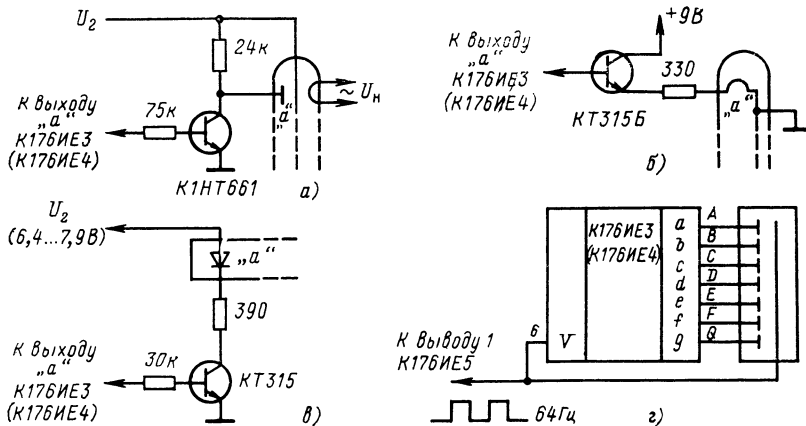 U₂
24к
К выходу
„а“
К176ИЕ3
(К176ИЕ4)
75к
К1НТ661
„а“
~ Uн
а)
+9В
К выходу
„а“
К176ИЕ3
(К176ИЕ4)
330
КТ315Б
„а“
б)
U₂
(6,4...7,9В)
„а“
390
К выходу
„а“
К176ИЕ3
(К176ИЕ4)
30к
КТ315
в)
К176ИЕ3
(К176ИЕ4)
a A
b B
c C
d D
e E
f F
g Q
6
V
К выводу 1
К176ИЕ5
64Гц
г)